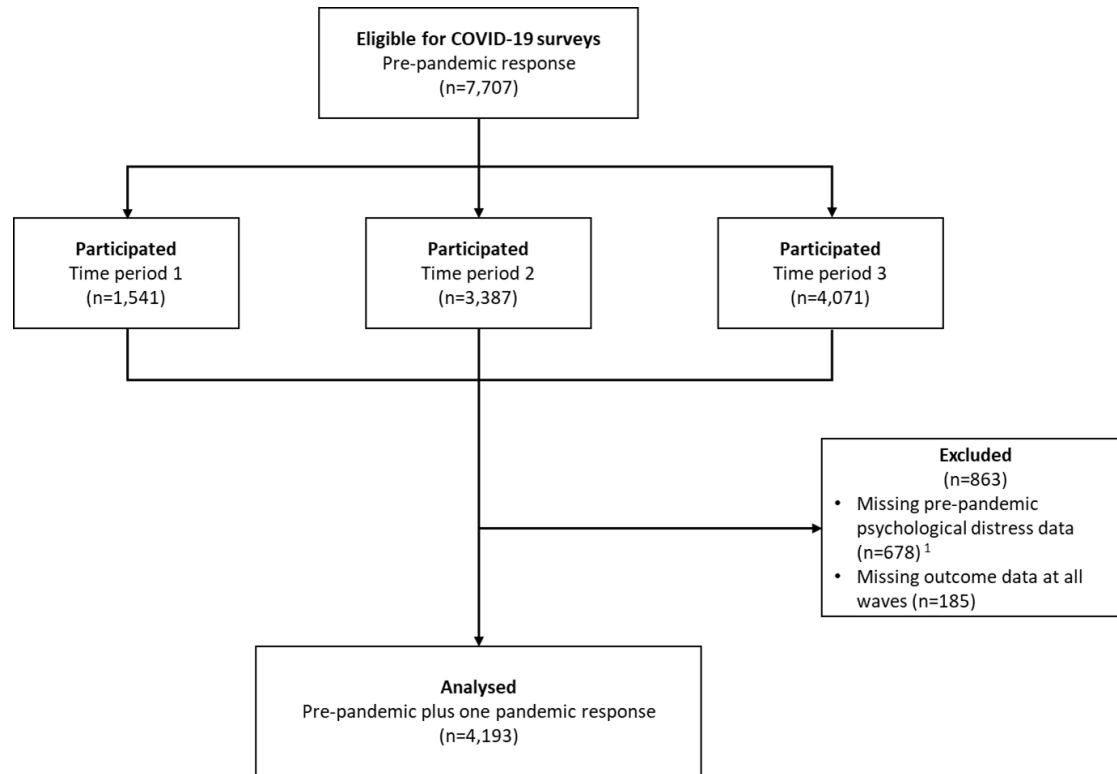 Eligible for COVID-19 surveys
Pre-pandemic response
(n=7,707)
Participated
Time period 1
(n=1,541)
Participated
Time period 2
(n=3,387)
Participated
Time period 3
(n=4,071)
Excluded
(n=863)
• Missing pre-pandemic
psychological distress data
(n=678) 1
• Missing outcome data at all
waves (n=185)
Analysed
Pre-pandemic plus one pandemic response
(n=4,193)